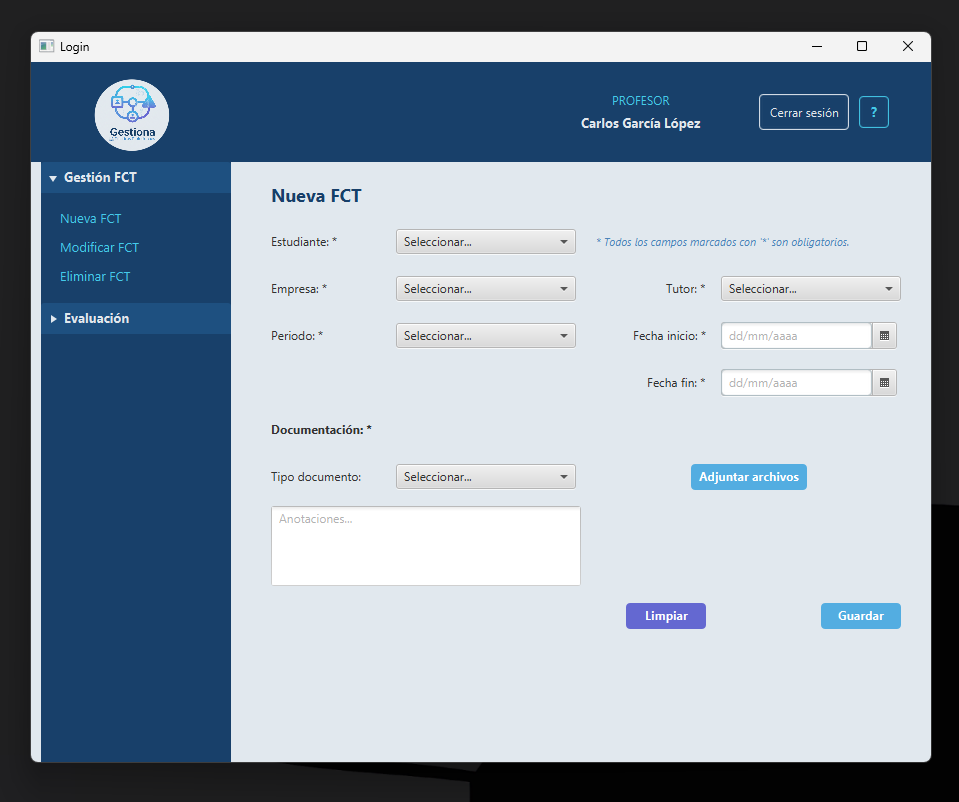 Login
Gestiona
PROFESOR
Carlos García López
Cerrar sesión
?
Gestión FCT
Nueva FCT
Modificar FCT
Eliminar FCT
Evaluación
Nueva FCT
Estudiante: * Seleccionar... * Todos los campos marcados con '*' son obligatorios.
Empresa: * Seleccionar... Tutor: * Seleccionar...
Periodo: * Seleccionar... Fecha inicio: * dd/mm/aaaa
Fecha fin: * dd/mm/aaaa
Documentación: *
Tipo documento: Seleccionar... Adjuntar archivos
Anotaciones...
Limpiar Guardar